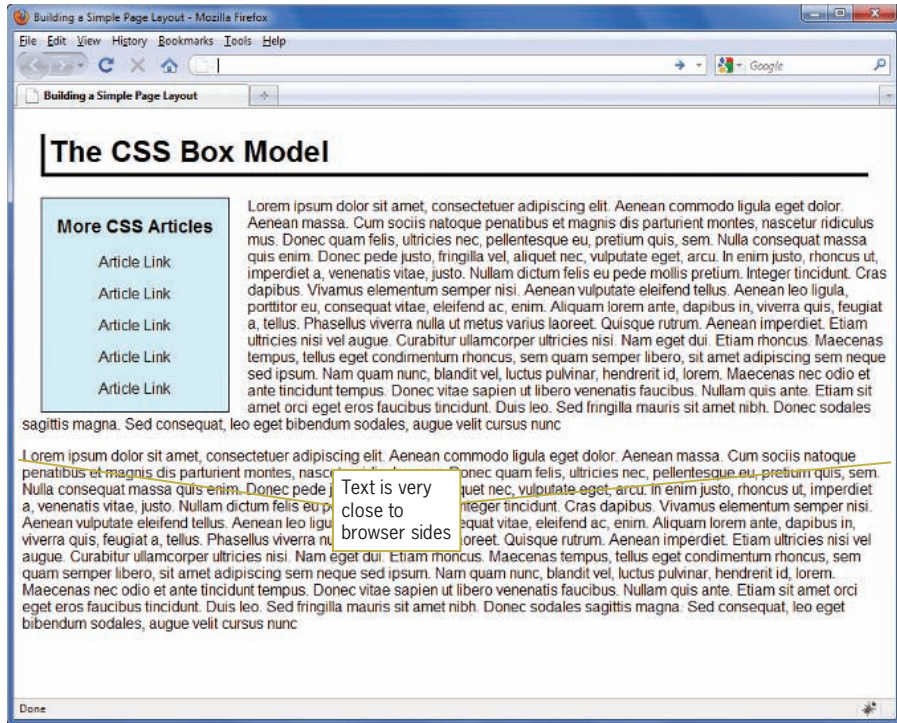 Building a Simple Page Layout - Mozilla Firefox
File Edit View History Bookmarks Tools Help
Google
Building a Simple Page Layout
The CSS Box Model
More CSS Articles
Article Link
Article Link
Article Link
Article Link
Article Link
Lorem ipsum dolor sit amet, consectetuer adipiscing elit. Aenean commodo ligula eget dolor.
Aenean massa. Cum sociis natoque penatibus et magnis dis parturient montes, nascetur ridiculus
mus. Donec quam felis, ultricies nec, pellentesque eu, pretium quis, sem. Nulla consequat massa
quis enim. Donec pede justo, fringilla vel, aliquet nec, vulputate eget, arcu. In enim justo, rhoncus ut,
imperdiet a, venenatis vitae, justo. Nullam dictum felis eu pede mollis pretium. Integer tincidunt. Cras
dapibus. Vivamus elementum semper nisi. Aenean vulputate eleifend tellus. Aenean leo ligula,
porttitor eu, consequat vitae, eleifend ac, enim. Aliquam lorem ante, dapibus in, viverra quis, feugiat
a, tellus. Phasellus viverra nulla ut metus varius laoreet. Quisque rutrum. Aenean imperdiet. Etiam
ultricies nisi vel augue. Curabitur ullamcorper ultricies nisi. Nam eget dui. Etiam rhoncus. Maecenas
tempus, tellus eget condimentum rhoncus, sem quam semper libero, sit amet adipiscing sem neque
sed ipsum. Nam quam nunc, blandit vel, luctus pulvinar, hendrerit id, lorem. Maecenas nec odio et
ante tincidunt tempus. Donec vitae sapien ut libero venenatis faucibus. Nullam quis ante. Etiam sit
amet orci eget eros faucibus tincidunt. Duis leo. Sed fringilla mauris sit amet nibh. Donec sodales
sagittis magna. Sed consequat, leo eget bibendum sodales, augue velit cursus nunc
Lorem ipsum dolor sit amet, consectetuer adipiscing elit. Aenean commodo ligula eget dolor. Aenean massa. Cum sociis natoque
penatibus et magnis dis parturient montes, Donec quam felis, ultricies nec, pellentesque eu, pretium quis, sem.
Nulla consequat massa quis enim. Donec pede nec, vulputate eget, arcu. In enim justo, rhoncus ut, imperdiet
a, venenatis vitae, justo. Nullam dictum felis eu tincidunt. Cras dapibus. Vivamus elementum semper nisi.
Aenean vulputate eleifend tellus. Aenean leo vitae, eleifend ac, enim. Aliquam lorem ante, dapibus in,
viverra quis, feugiat a, tellus. Phasellus viverra Quisque rutrum. Aenean imperdiet. Etiam ultricies nisi vel
augue. Curabitur ullamcorper ultricies nisi. Nam eget dui. Etiam rhoncus. Maecenas tempus, tellus eget condimentum rhoncus, sem
quam semper libero, sit amet adipiscing sem neque sed ipsum. Nam quam nunc, blandit vel, luctus pulvinar, hendrerit id, lorem.
Maecenas nec odio et ante tincidunt tempus. Donec vitae sapien ut libero venenatis faucibus. Nullam quis ante. Etiam sit amet orci
eget eros faucibus tincidunt. Duis leo. Sed fringilla mauris sit amet nibh. Donec sodales sagittis magna. Sed consequat, leo eget
bibendum sodales, augue velit cursus nunc
Text is very
close to
browser sides
Done